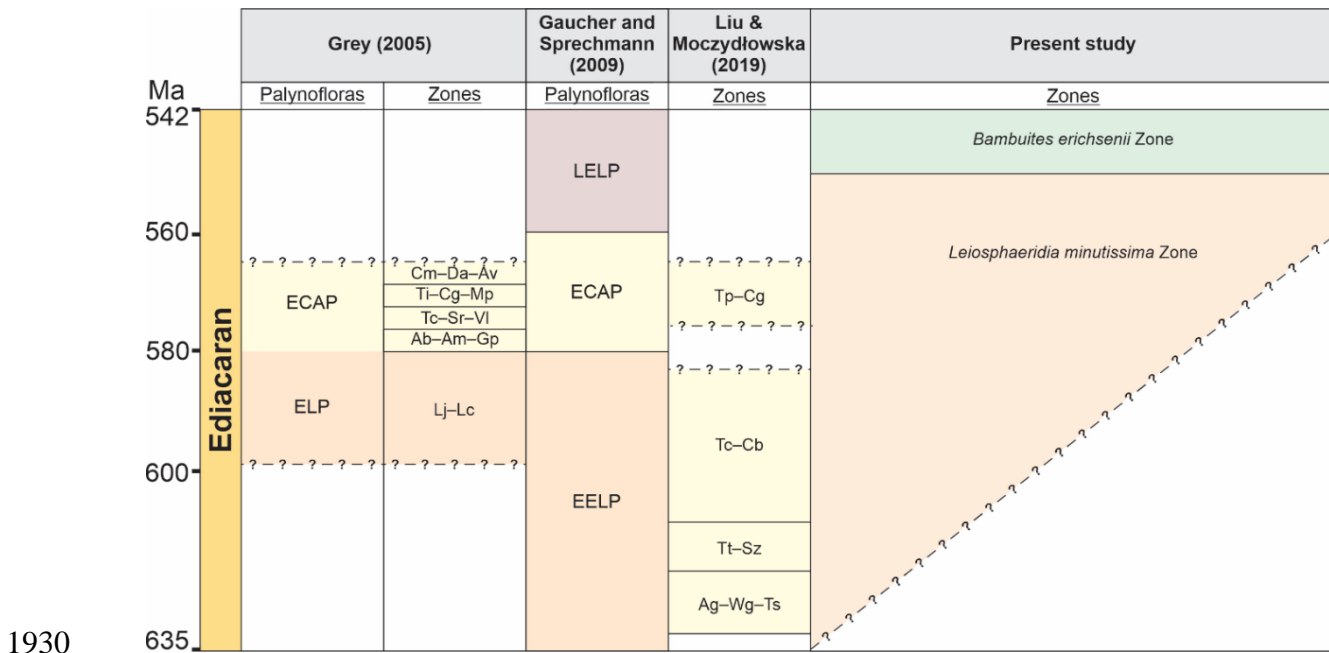 Grey (2005)
Gaucher and
Sprechmann
(2009)
Liu &
Moczydłowska
(2019)
Present study
Ma
Palynofloras
Zones
Palynofloras
Zones
Zones
542
Bambuites erichsenii Zone
LELP
560
Leiosphaeridia minutissima Zone
? ? ? ? ? ? ? ? ? ?
? ? ? ? ?
Cm–Da–Av
ECAP
Ti–Cg–Mp
ECAP
Tp–Cg
Tc–Sr–Vl
? ? ? ? ?
Ab–Am–Gp
580
? ? ? ? ?
Ediacaran
ELP
Lj–Lc
Tc–Cb
? ? ? ? ? ? ? ? ? ?
600
EELP
Tt–Sz
Ag–Wg–Ts
? ? ? ? ? ? ? ? ? ? ? ? ? ? ? ? ?
635
1930